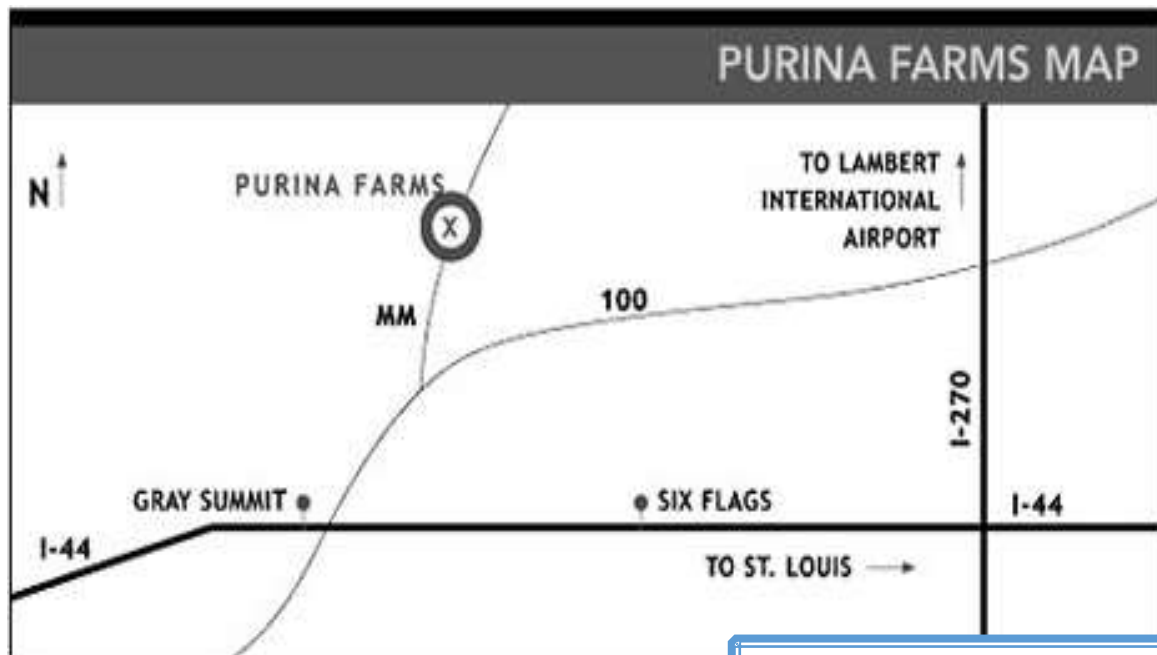 PURINA FARMS MAP
N
PURINA FARMS
X
TO LAMBERT
INTERNATIONAL
AIRPORT
MM
100
I-270
GRAY SUMMIT
SIX FLAGS
I-44
I-44
TO ST. LOUIS